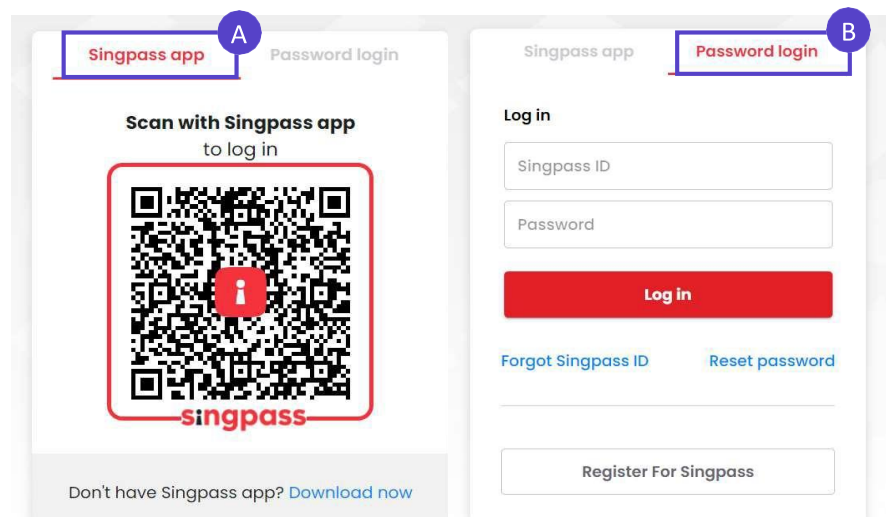 A
Singpass app
Password login
Scan with Singpass app
to log in
singpass
Don't have Singpass app? Download now
B
Singpass app
Password login
Log in
Singpass ID
Password
Log in
Forgot Singpass ID
Reset password
Register For Singpass